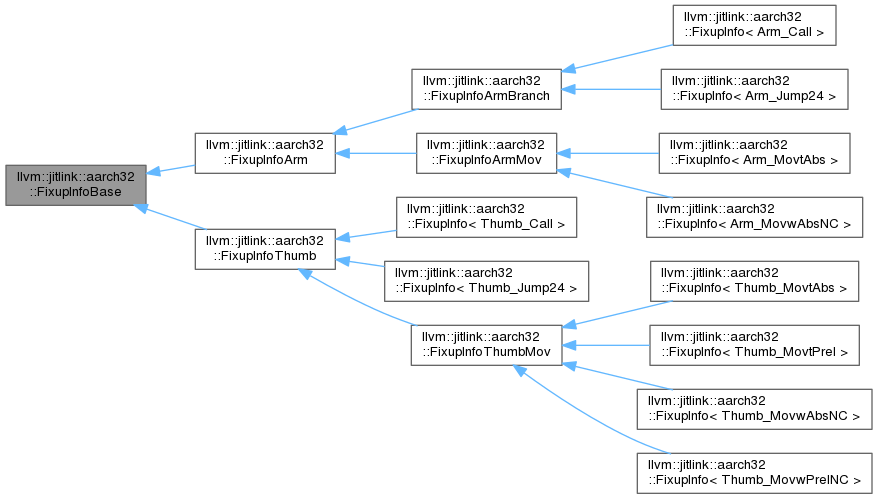 llvm::jitlink::aarch32
::FixupInfoBase
llvm::jitlink::aarch32
::FixupInfoArm
llvm::jitlink::aarch32
::FixupInfoThumb
llvm::jitlink::aarch32
::FixupInfoArmBranch
llvm::jitlink::aarch32
::FixupInfoArmMov
llvm::jitlink::aarch32
::FixupInfo< Thumb_Call >
llvm::jitlink::aarch32
::FixupInfo< Thumb_Jump24 >
llvm::jitlink::aarch32
::FixupInfoThumbMov
llvm::jitlink::aarch32
::FixupInfo< Arm_Call >
llvm::jitlink::aarch32
::FixupInfo< Arm_Jump24 >
llvm::jitlink::aarch32
::FixupInfo< Arm_MovtAbs >
llvm::jitlink::aarch32
::FixupInfo< Arm_MovwAbsNC >
llvm::jitlink::aarch32
::FixupInfo< Thumb_MovtAbs >
llvm::jitlink::aarch32
::FixupInfo< Thumb_MovtPrel >
llvm::jitlink::aarch32
::FixupInfo< Thumb_MovwAbsNC >
llvm::jitlink::aarch32
::FixupInfo< Thumb_MovwPrelNC >